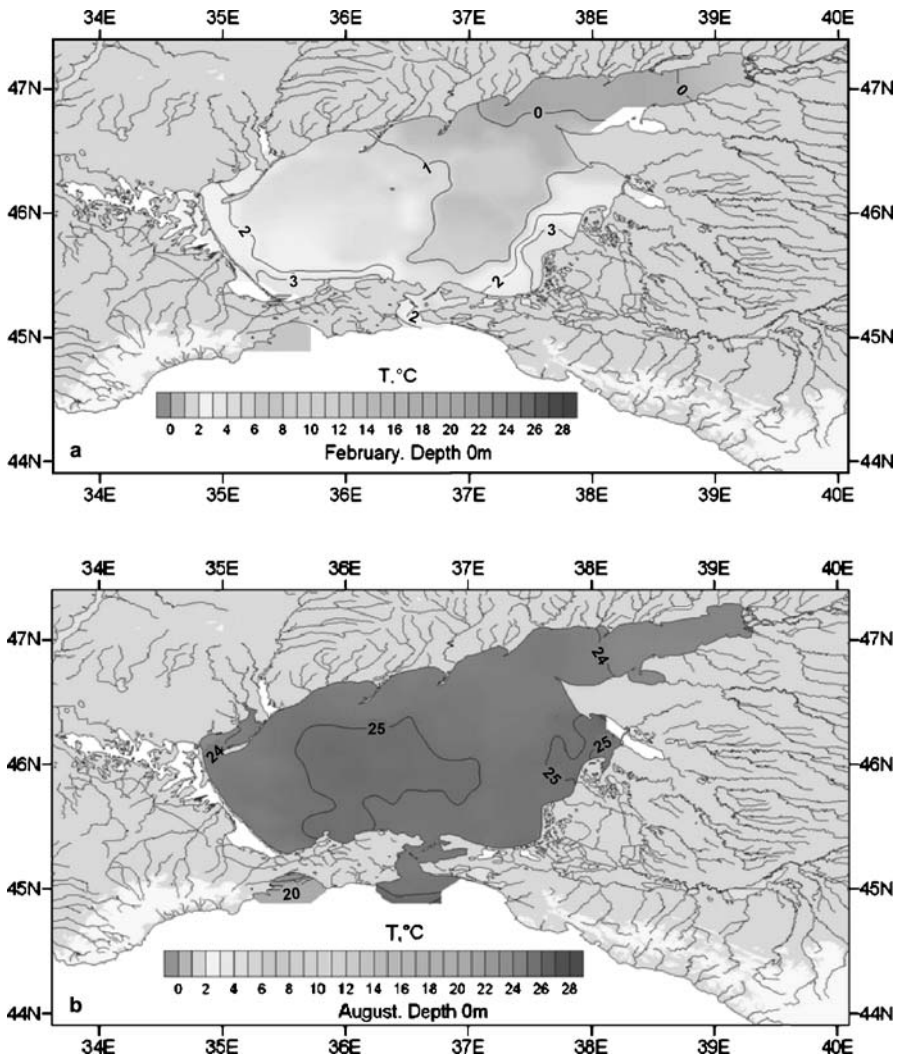 34E 35E 36E 37E 38E 39E 40E
47N 0 0 47N
1
46N 2 3 46N
3 2
45N 2 45N
T.°C
0 2 4 6 8 10 12 14 16 18 20 22 24 26 28
a February. Depth 0m
44N 44N
34E 35E 36E 37E 38E 39E 40E
34E 35E 36E 37E 38E 39E 40E
47N 24 47N
25
24 25
46N 25 46N
45N 20 45N
T,°C
0 2 4 6 8 10 12 14 16 18 20 22 24 26 28
b August. Depth 0m
44N 44N
34E 35E 36E 37E 38E 39E 40E